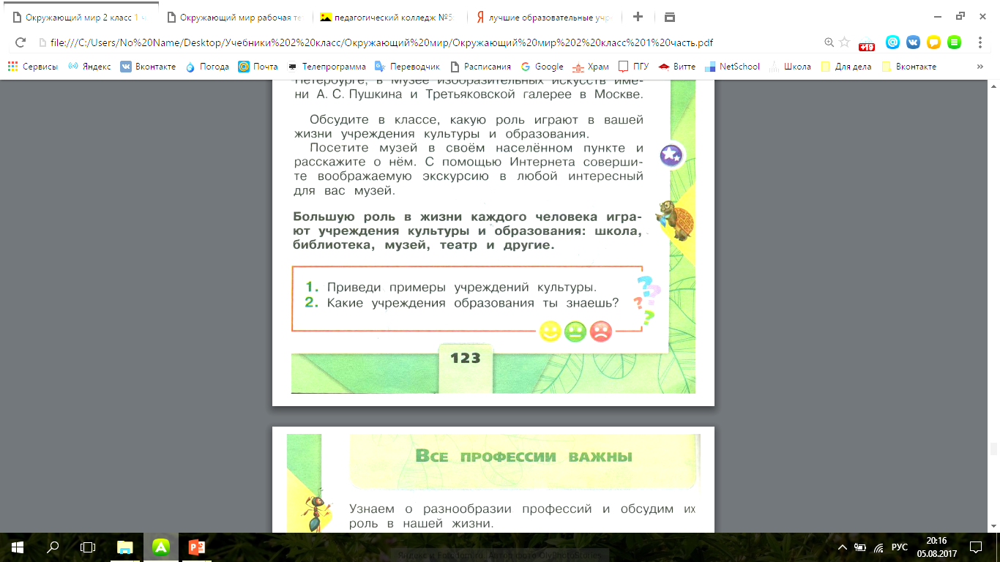 Окружающий мир 2 класс 1 ч
Окружающий мир рабочая те
педагогический колледж №5
лучшие образовательные учр
file:///C:/Users/No%20Name/Desktop/Учебники%202%20класс/Окружающий%20мир/Окружающий%20мир%202%20класс%201%20часть.pdf
+19
Сервисы Яндекс Вконтакте Погода Почта Телепрограмма Переводчик Расписания Google Храм ПГУ Витте NetSchool Школа Для дела Вконтакте »
-Петербурге, в Музее изобразительных искусств име-
ни А. С. Пушкина и Третьяковской галерее в Москве.
Обсудите в классе, какую роль играют в вашей
жизни учреждения культуры и образования.
Посетите музей в своём населённом пункте и
расскажите о нём. С помощью Интернета соверши-
те воображаемую экскурсию в любой интересный
для вас музей.
Большую роль в жизни каждого человека игра-
ют учреждения культуры и образования: школа,
библиотека, музей, театр и другие.
1. Приведи примеры учреждений культуры.
2. Какие учреждения образования ты знаешь?
? ? ? ?
123
ВСЕ ПРОФЕССИИ ВАЖНЫ
Узнаем о разнообразии профессий и обсудим их
роль в нашей жизни.
РУС
20:16
05.08.2017